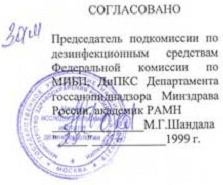 СОГЛАСОВАНО
Председатель подкомиссии по
дезинфекционным средствам
Федеральной комиссии по
МИБП, ДиПКС Департамента
госсанэпиднадзора Минздрава
России, академик РАМН
М.Г.Шандала
1999 г.
МОСКВА